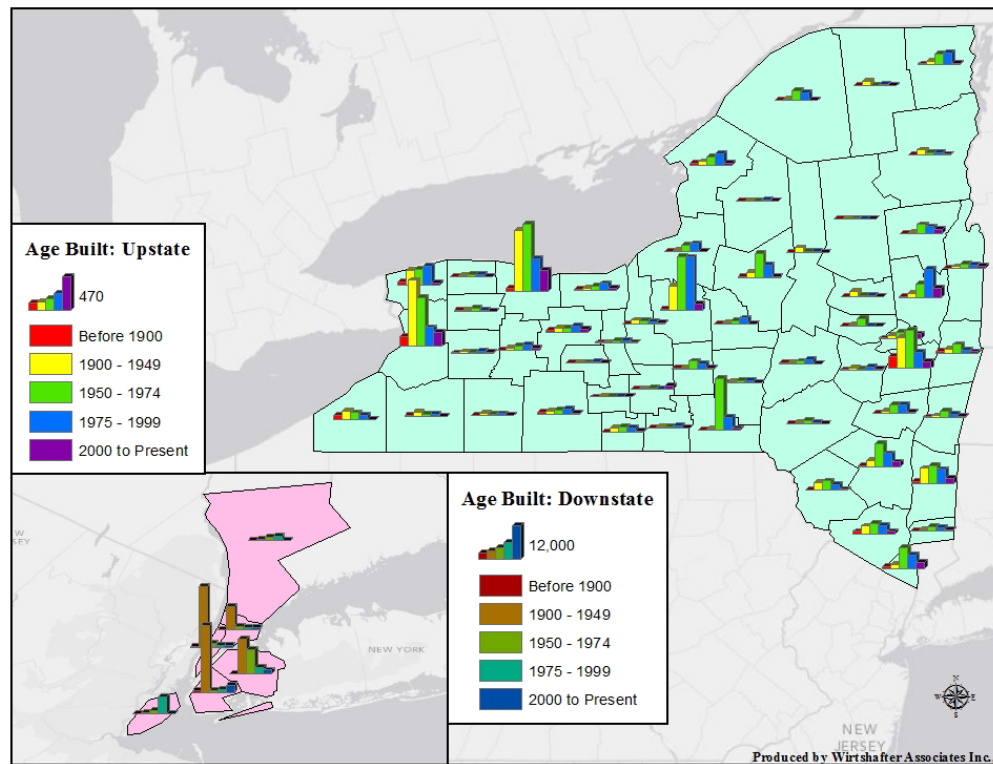 Age Built: Upstate
470
Before 1900
1900 - 1949
1950 - 1974
1975 - 1999
2000 to Present
Age Built: Downstate
12,000
Before 1900
1900 - 1949
1950 - 1974
1975 - 1999
2000 to Present
NEW YORK
N
W E
S
NEW
JERSEY
Produced by Wirtshafter Associates Inc.